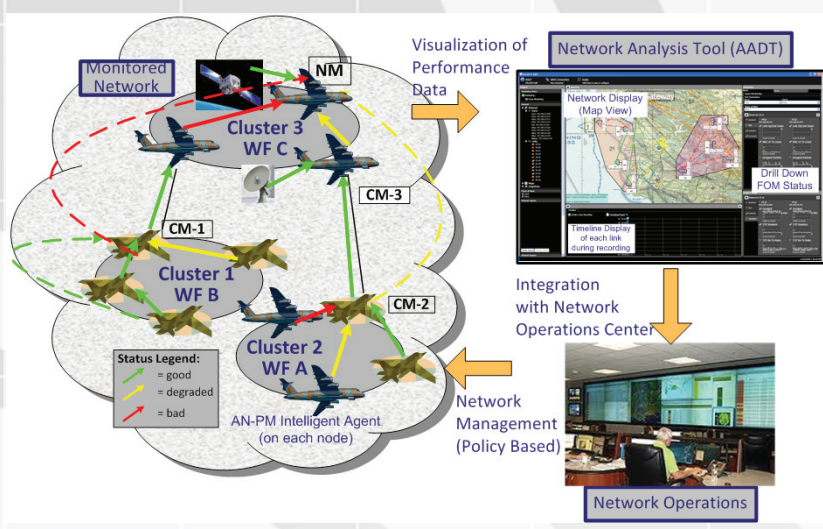 Monitored
Network
NM
Cluster 3
WF C
CM-3
CM-1
Cluster 1
WF B
CM-2
Cluster 2
WF A
Status Legend:
= good
= degraded
= bad
AN-PM Intelligent Agent
(on each node)
Visualization of
Performance
Data
Network Analysis Tool (AADT)
Network Display
(Map View)
Drill Down
FOM Status
Timeline Display
of each link
during recording
Integration
with Network
Operations Center
Network
Management
(Policy Based)
Network Operations